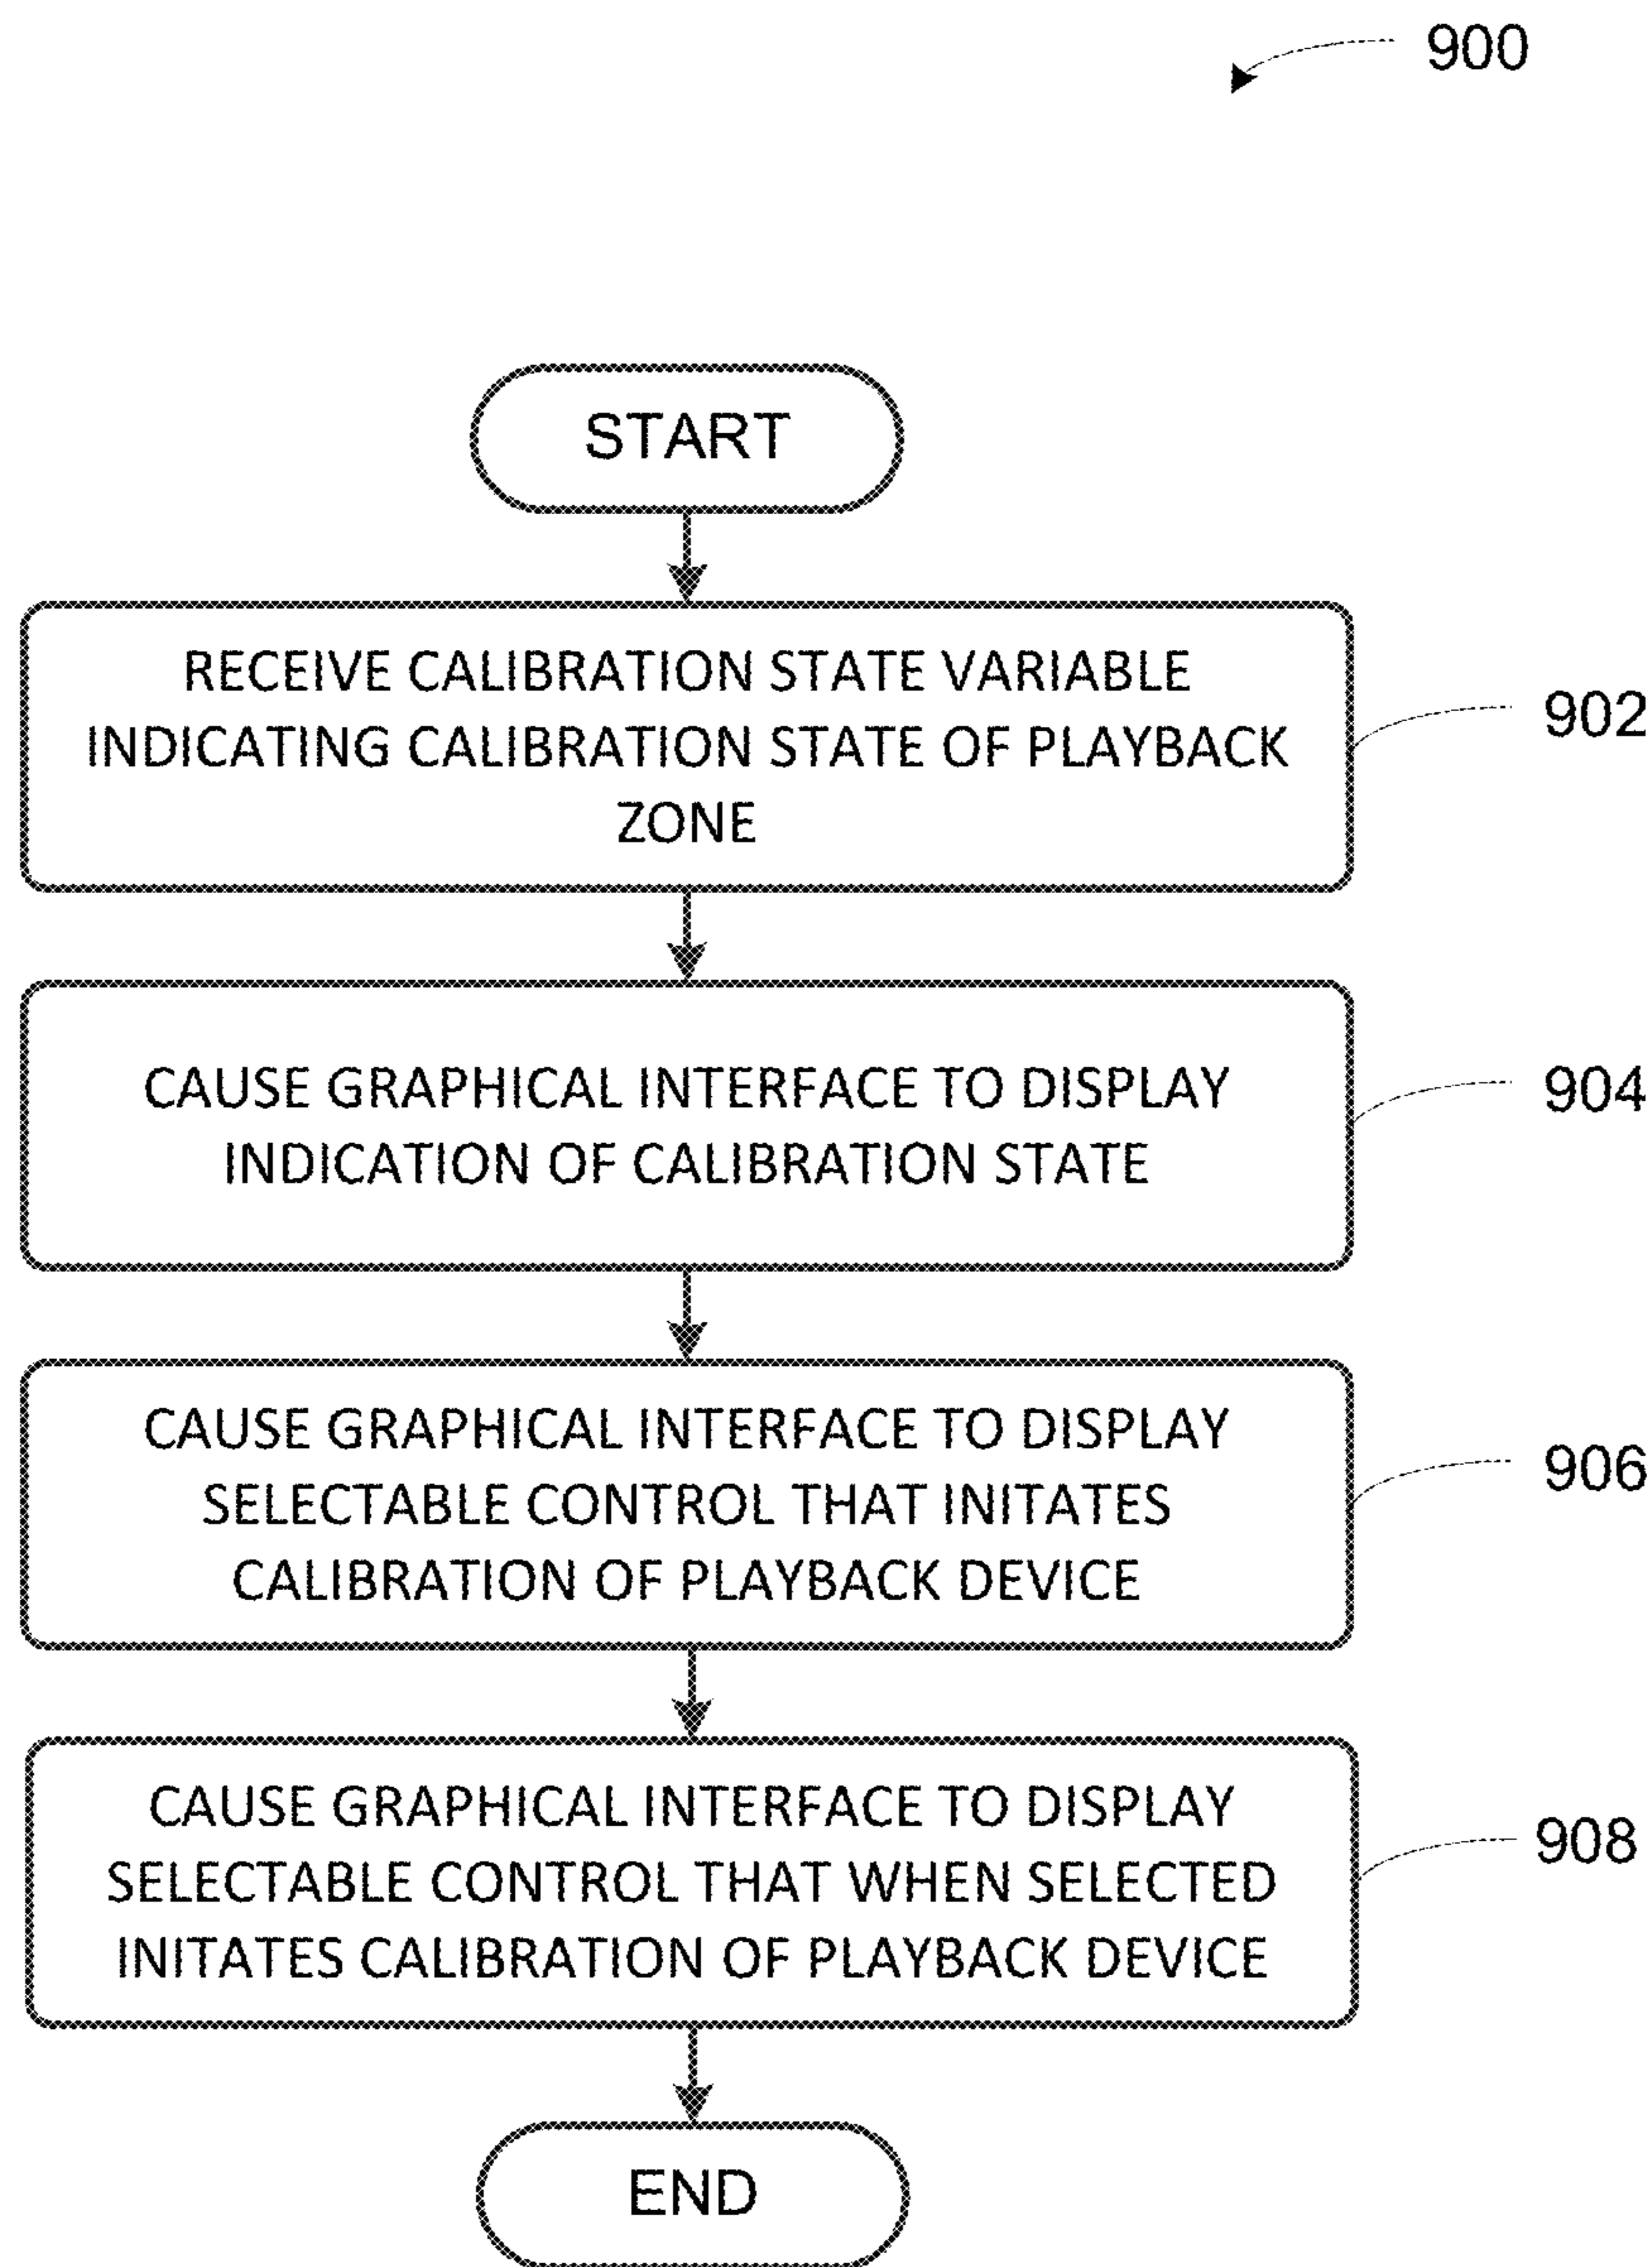 900
START
RECEIVE CALIBRATION STATE VARIABLE
INDICATING CALIBRATION STATE OF PLAYBACK
ZONE
902
CAUSE GRAPHICAL INTERFACE TO DISPLAY
INDICATION OF CALIBRATION STATE
904
CAUSE GRAPHICAL INTERFACE TO DISPLAY
SELECTABLE CONTROL THAT INITATES
CALIBRATION OF PLAYBACK DEVICE
906
CAUSE GRAPHICAL INTERFACE TO DISPLAY
SELECTABLE CONTROL THAT WHEN SELECTED
INITATES CALIBRATION OF PLAYBACK DEVICE
908
END